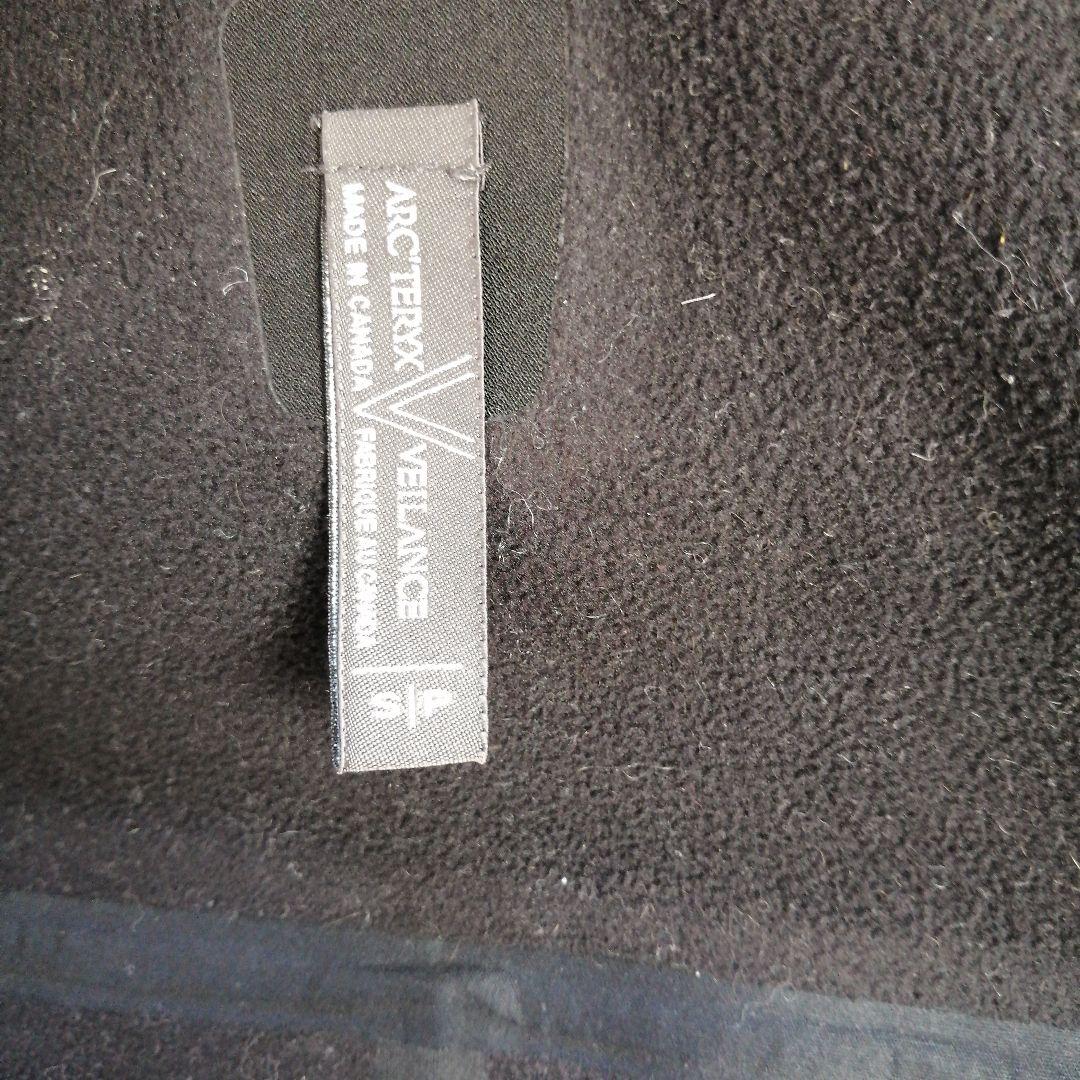 ARC'TERYX VEILANCE
MADE IN CANADA / FABRIQUÉ AU CANADA
P
S